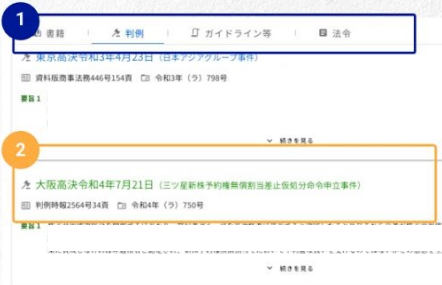 1
書籍 判例 ガイドライン等 法令
東京高決令和3年4月23日（日本アジアグループ事件）
資料版商事法務446号154頁 令和3年（ラ）798号
要旨1
続きを見る
2
大阪高決令和4年7月21日（三ツ星新株予約権無償割当差止仮処分命令申立事件）
判例時報2564号34頁 令和4年（ラ）750号
要旨1
続きを見る